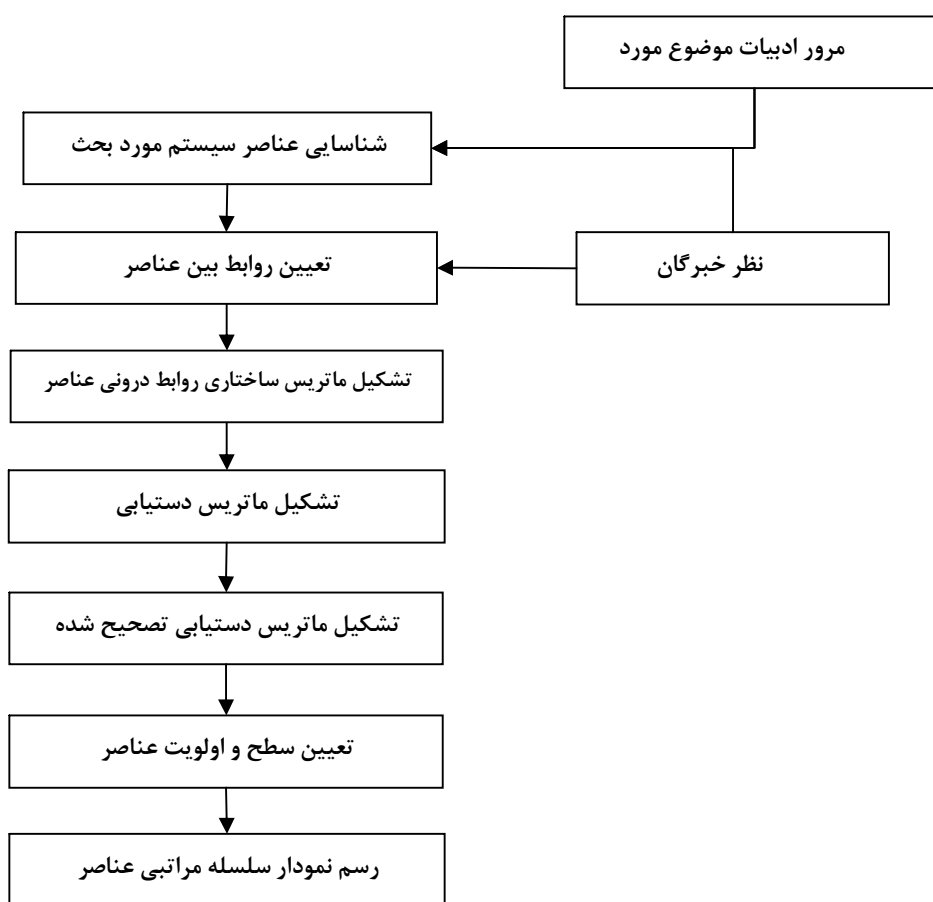 مرور ادبیات موضوع مورد
شناسایی عناصر سیستم مورد بحث
نظر خبرگان
تعیین روابط بین عناصر
تشکیل ماتریس ساختاری روابط درونی عناصر
تشکیل ماتریس دستیابی
تشکیل ماتریس دستیابی تصحیح شده
تعیین سطح و اولویت عناصر
رسم نمودار سلسله مراتبی عناصر